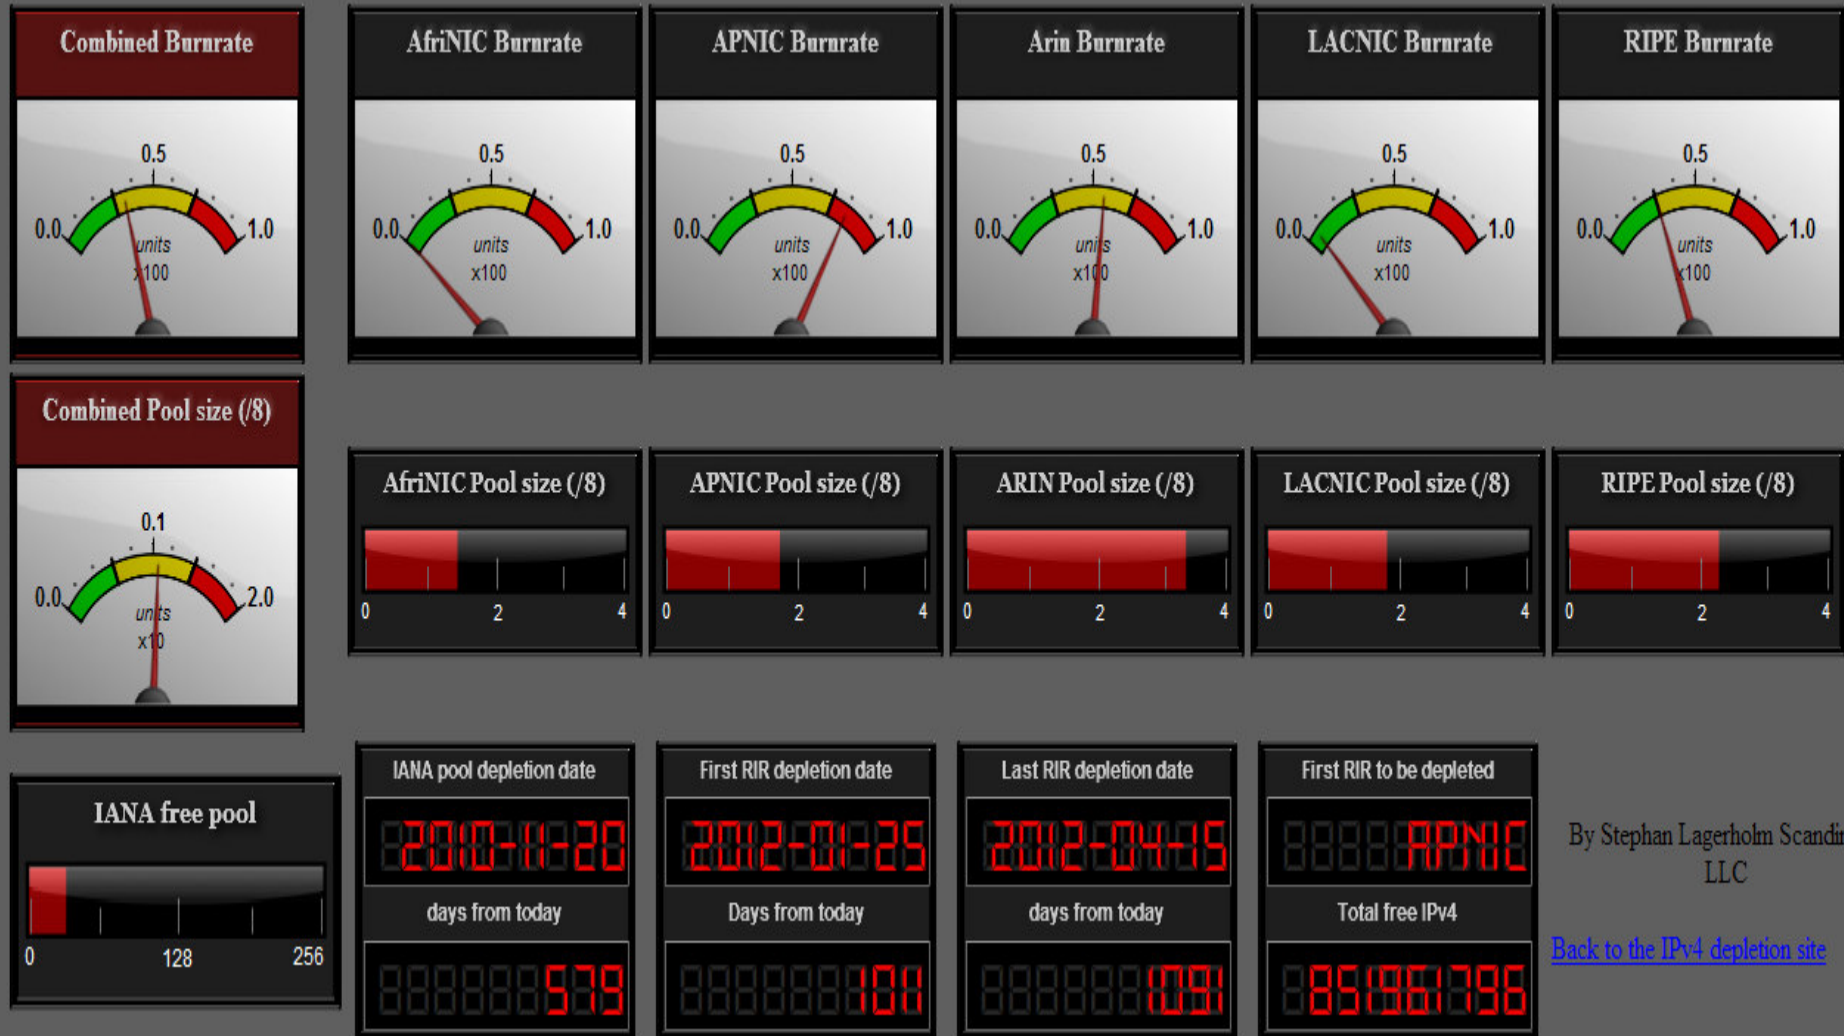 Combined Burnrate
0.0
0.5
1.0
units
x100
AfriNIC Burnrate
0.0
0.5
1.0
units
x100
APNIC Burnrate
0.0
0.5
1.0
units
x100
Arin Burnrate
0.0
0.5
1.0
units
x100
LACNIC Burnrate
0.0
0.5
1.0
units
x100
RIPE Burnrate
0.0
0.5
1.0
units
x100
Combined Pool size (/8)
0.0
0.1
2.0
units
x10
AfriNIC Pool size (/8)
0 2 4
APNIC Pool size (/8)
0 2 4
ARIN Pool size (/8)
0 2 4
LACNIC Pool size (/8)
0 2 4
RIPE Pool size (/8)
0 2 4
IANA free pool
0 128 256
IANA pool depletion date
2010-11-20
days from today
579
First RIR depletion date
2012-01-25
Days from today
1011
Last RIR depletion date
2012-04-15
days from today
1091
First RIR to be depleted
APNIC
Total free IPv4
851961796
By Stephan Lagerholm
LLC
Back to the IPv4 depletion site